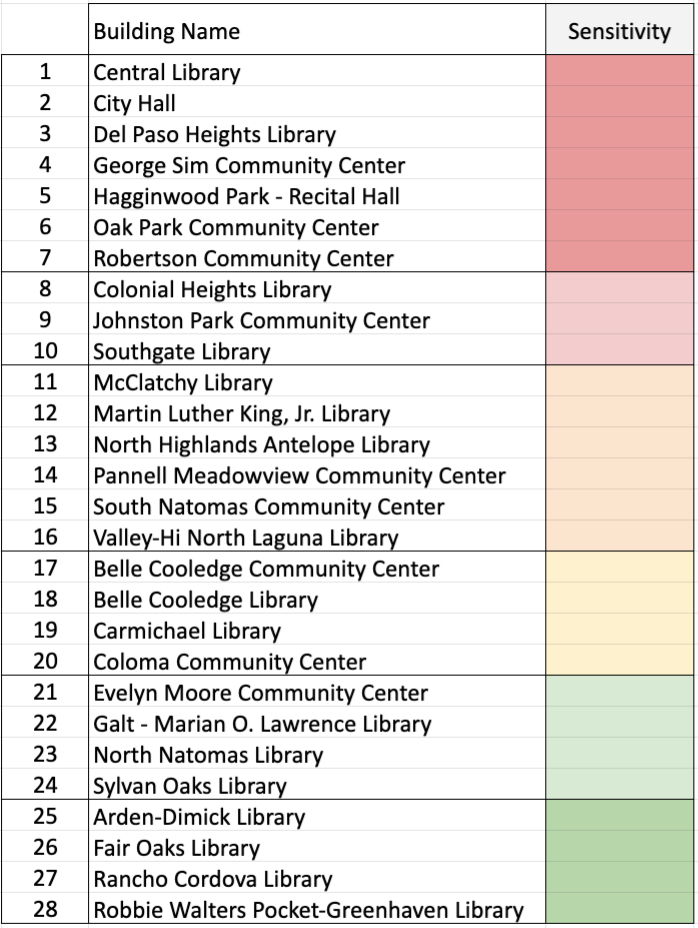 Building Name Sensitivity
1 Central Library
2 City Hall
3 Del Paso Heights Library
4 George Sim Community Center
5 Hagginwood Park - Recital Hall
6 Oak Park Community Center
7 Robertson Community Center
8 Colonial Heights Library
9 Johnston Park Community Center
10 Southgate Library
11 McClatchy Library
12 Martin Luther King, Jr. Library
13 North Highlands Antelope Library
14 Pannell Meadowview Community Center
15 South Natomas Community Center
16 Valley-Hi North Laguna Library
17 Belle Cooledge Community Center
18 Belle Cooledge Library
19 Carmichael Library
20 Coloma Community Center
21 Evelyn Moore Community Center
22 Galt - Marian O. Lawrence Library
23 North Natomas Library
24 Sylvan Oaks Library
25 Arden-Dimick Library
26 Fair Oaks Library
27 Rancho Cordova Library
28 Robbie Walters Pocket-Greenhaven Library